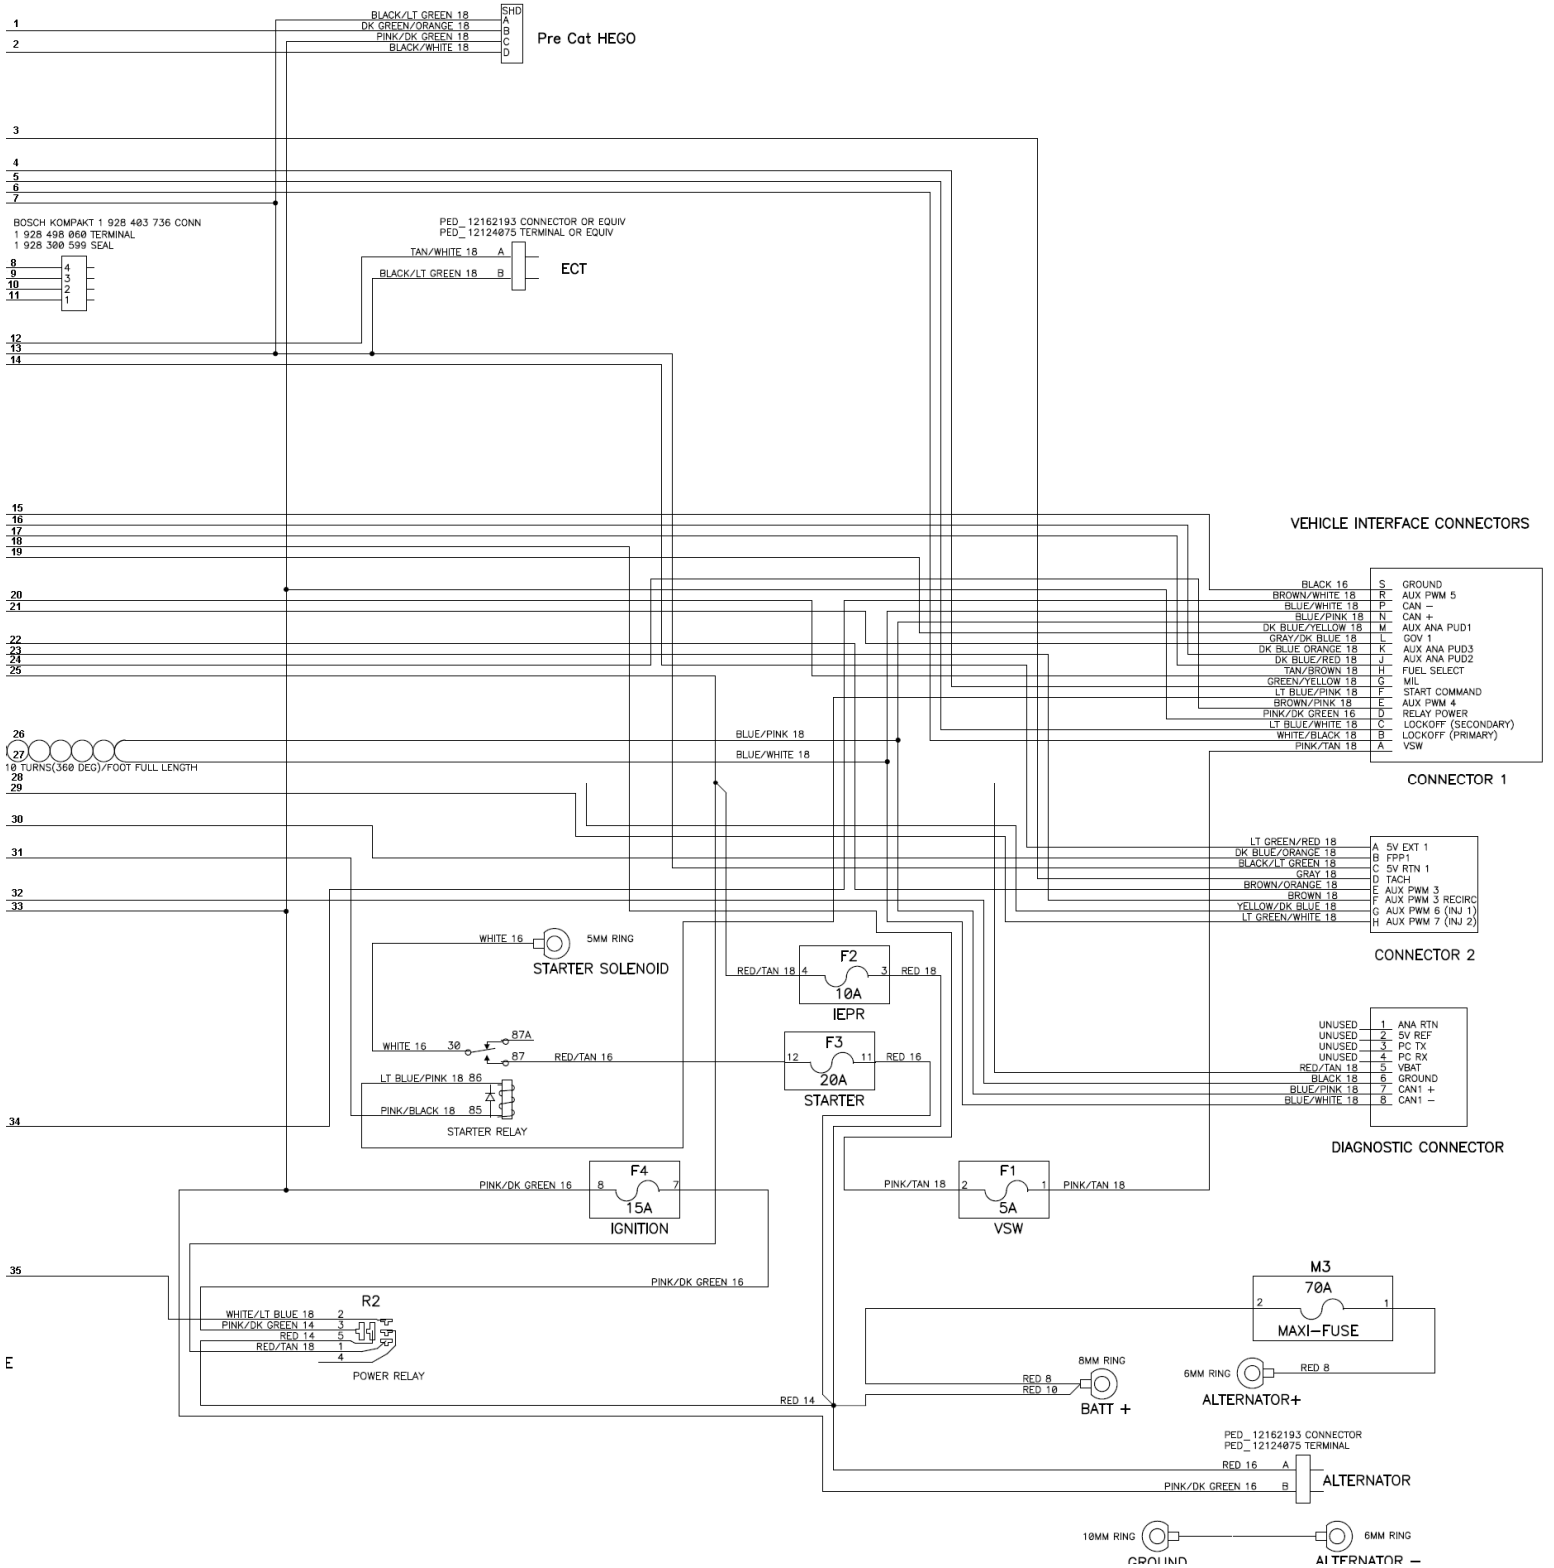 1
BLACK/LT GREEN 18
SHD
A
DK GREEN/ORANGE 18
B
PINK/DK GREEN 18
C
BLACK/WHITE 18
D
Pre Cat HEGO
2
3
4
5
6
7
BOSCH KOMPAKT 1 928 403 736 CONN
1 928 498 060 TERMINAL
1 928 300 599 SEAL
8
9
10
11
4
3
2
1
PED_ 12162193 CONNECTOR OR EQUIV
PED_ 12124075 TERMINAL OR EQUIV
TAN/WHITE 18 A
BLACK/LT GREEN 18 B
ECT
12
13
14
15
16
17
18
19
20
21
22
23
24
25
VEHICLE INTERFACE CONNECTORS
BLACK 16 S GROUND
BROWN/WHITE 18 R AUX PWM 5
BLUE/WHITE 18 P CAN -
BLUE/PINK 18 N CAN +
DK BLUE/YELLOW 18 M AUX ANA PUD1
GRAY/DK BLUE 18 L GOV 1
DK BLUE ORANGE 18 K AUX ANA PUD3
DK BLUE/RED 18 J AUX ANA PUD2
TAN/BROWN 18 H FUEL SELECT
GREEN/YELLOW 18 G MIL
LT BLUE/PINK 18 F START COMMAND
BROWN/PINK 18 E AUX PWM 4
PINK/DK GREEN 16 D RELAY POWER
LT BLUE/WHITE 18 C LOCKOFF (SECONDARY)
WHITE/BLACK 18 B LOCKOFF (PRIMARY)
PINK/TAN 18 A VSW
CONNECTOR 1
26
27
10 TURNS(360 DEG)/FOOT FULL LENGTH
BLUE/PINK 18
BLUE/WHITE 18
28
29
30
31
32
33
LT GREEN/RED 18 A 5V EXT 1
DK BLUE/ORANGE 18 B FPP1
BLACK/LT GREEN 18 C 5V RTN 1
GRAY 18 D TACH
BROWN/ORANGE 18 E AUX PWM 3
BROWN 18 F AUX PWM 3 RECIRC
YELLOW/DK BLUE 18 G AUX PWM 6 (INJ 1)
LT GREEN/WHITE 18 H AUX PWM 7 (INJ 2)
CONNECTOR 2
WHITE 16
5MM RING
STARTER SOLENOID
RED/TAN 18 4
F2
3 RED 18
10A
IEPR
WHITE 16 30
87A
87
RED/TAN 16
12
F3
11 RED 16
20A
STARTER
LT BLUE/PINK 18 86
PINK/BLACK 18 85
STARTER RELAY
UNUSED 1 ANA RTN
UNUSED 2 5V REF
UNUSED 3 PC TX
UNUSED 4 PC RX
RED/TAN 18 5 VBAT
BLACK 18 6 GROUND
BLUE/PINK 18 7 CAN1 +
BLUE/WHITE 18 8 CAN1 -
DIAGNOSTIC CONNECTOR
34
PINK/DK GREEN 16 8
F4
7
15A
IGNITION
PINK/TAN 18 2
F1
1 PINK/TAN 18
5A
VSW
35
PINK/DK GREEN 16
R2
WHITE/LT BLUE 18 2
PINK/DK GREEN 14 3
RED 14 5
RED/TAN 18 1
4
POWER RELAY
E
M3
70A
2
1
MAXI-FUSE
8MM RING
RED 8
RED 10
BATT +
6MM RING
RED 8
ALTERNATOR+
RED 14
PED_ 12162193 CONNECTOR
PED_ 12124075 TERMINAL
RED 16 A
PINK/DK GREEN 16 B
ALTERNATOR
10MM RING
6MM RING
GROUND
ALTERNATOR -